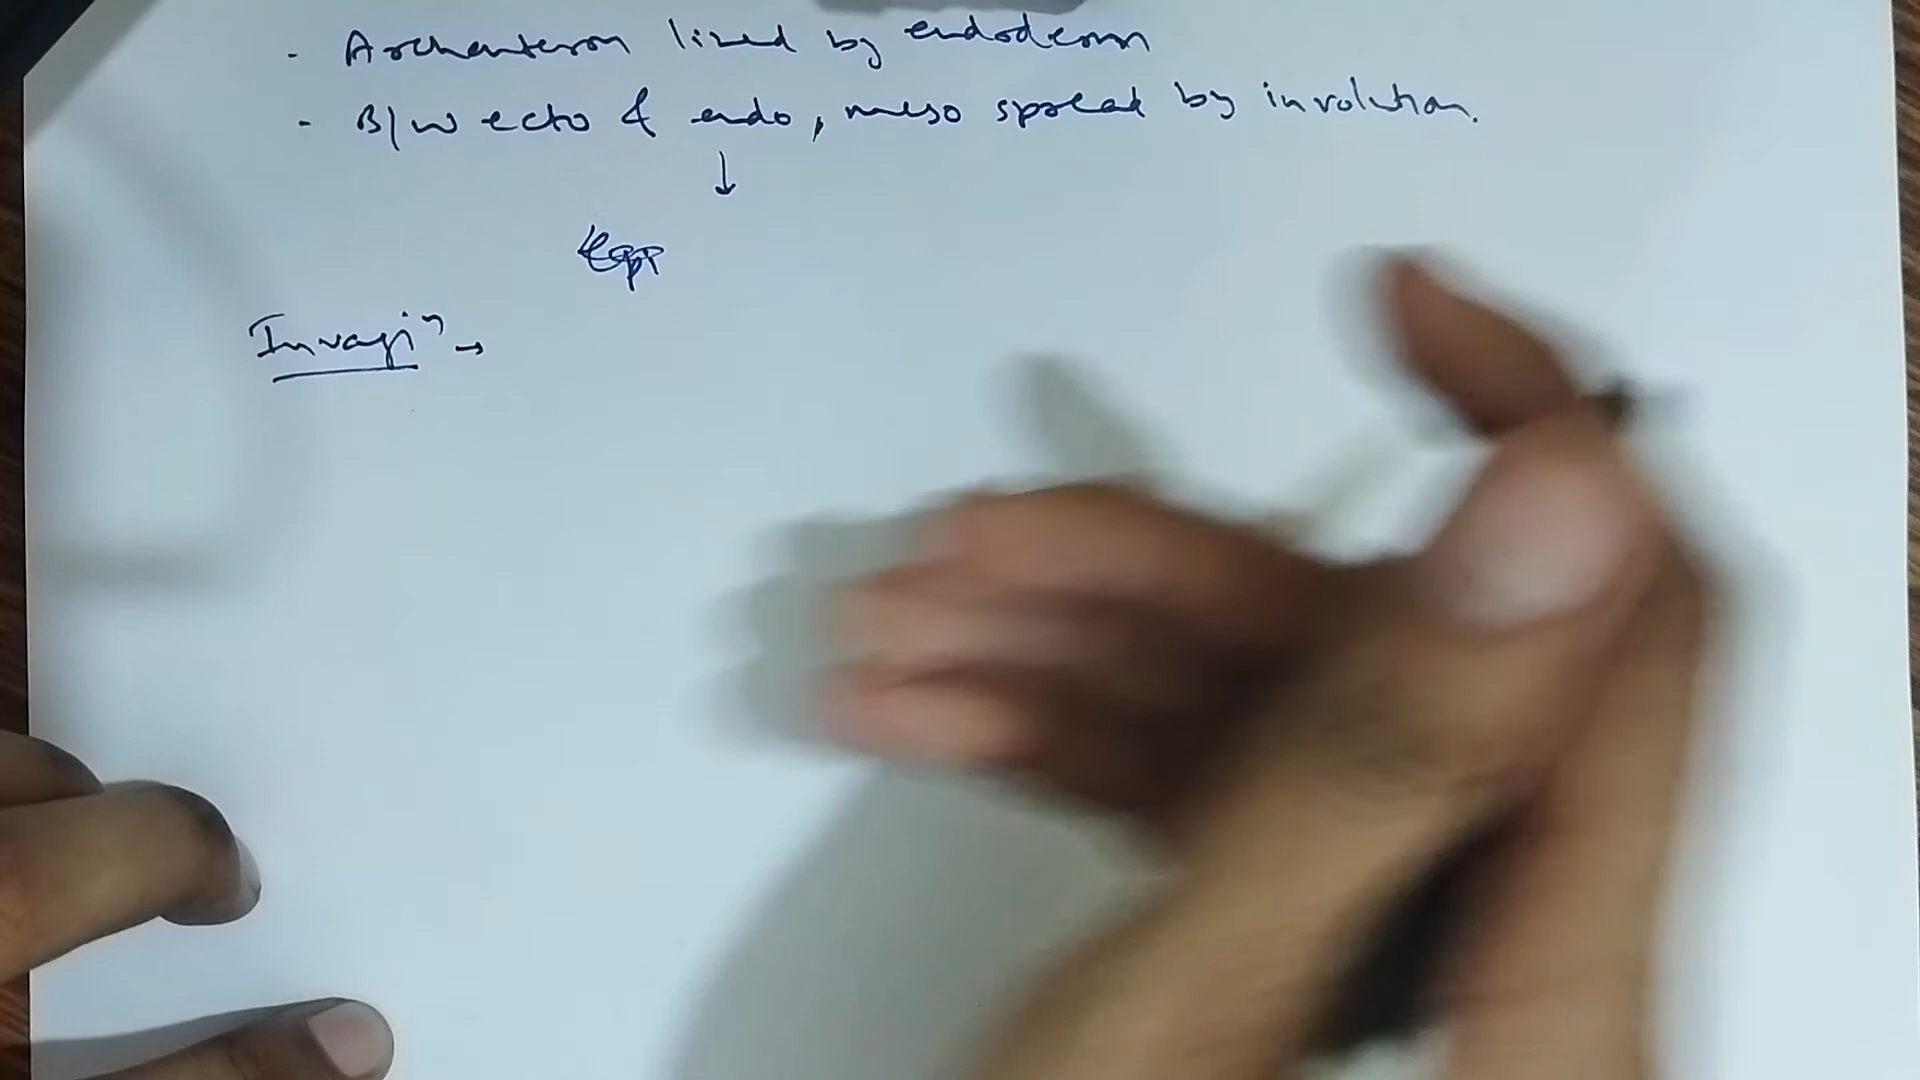 - Archenteron lined by endoderm
- B/w ecto & endo, meso spread by involution.
↓
Invagiⁿ →